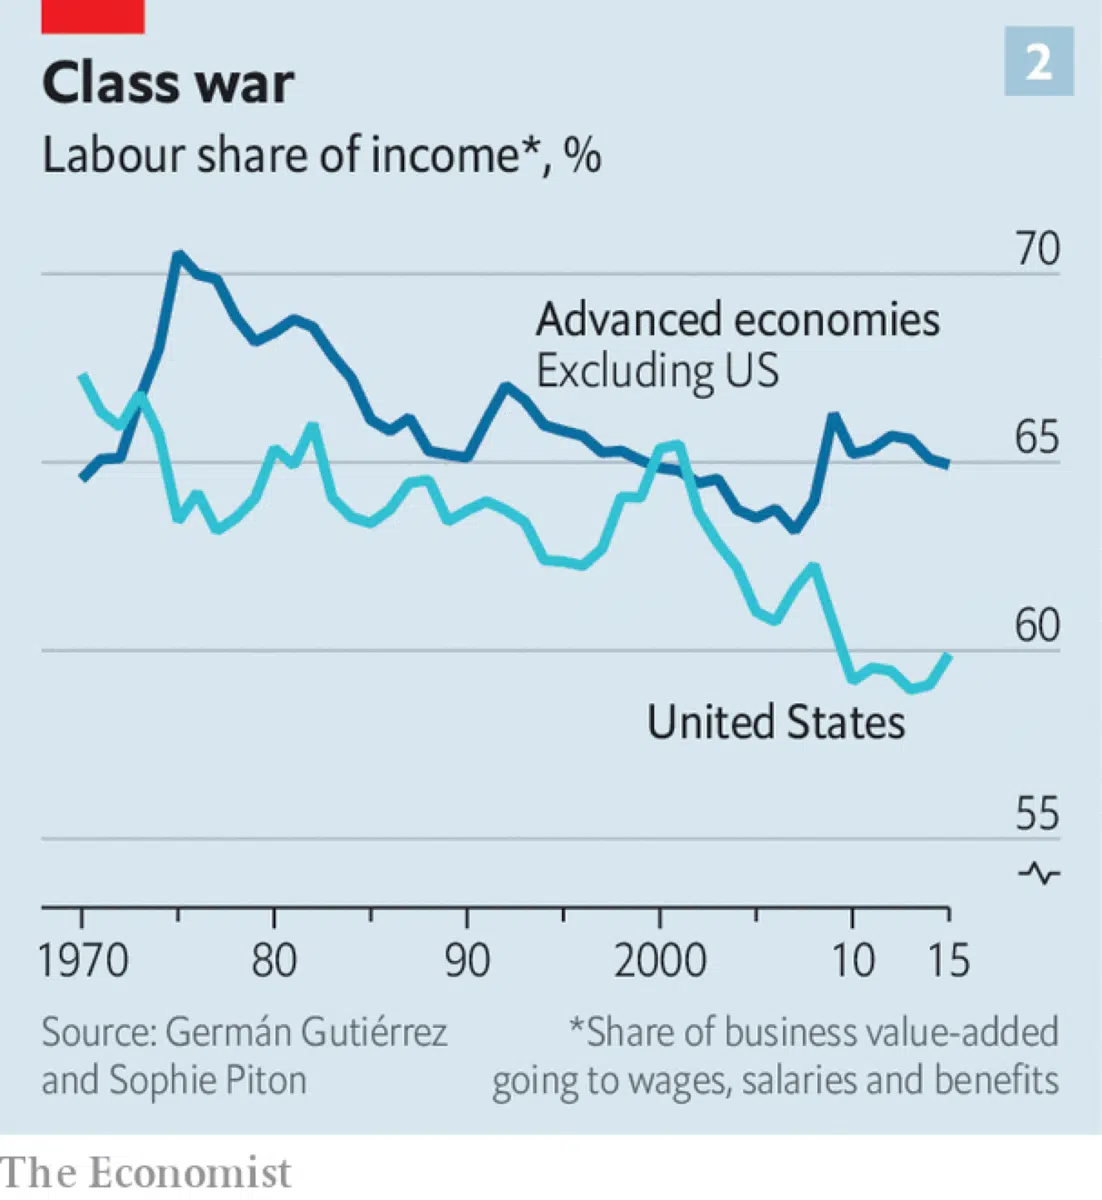 Class war
2
Labour share of income*, %
70
Advanced economies
Excluding US
65
60
United States
55
1970 80 90 2000 10 15
Source: Germán Gutiérrez
and Sophie Piton
*Share of business value-added
going to wages, salaries and benefits
The Economist